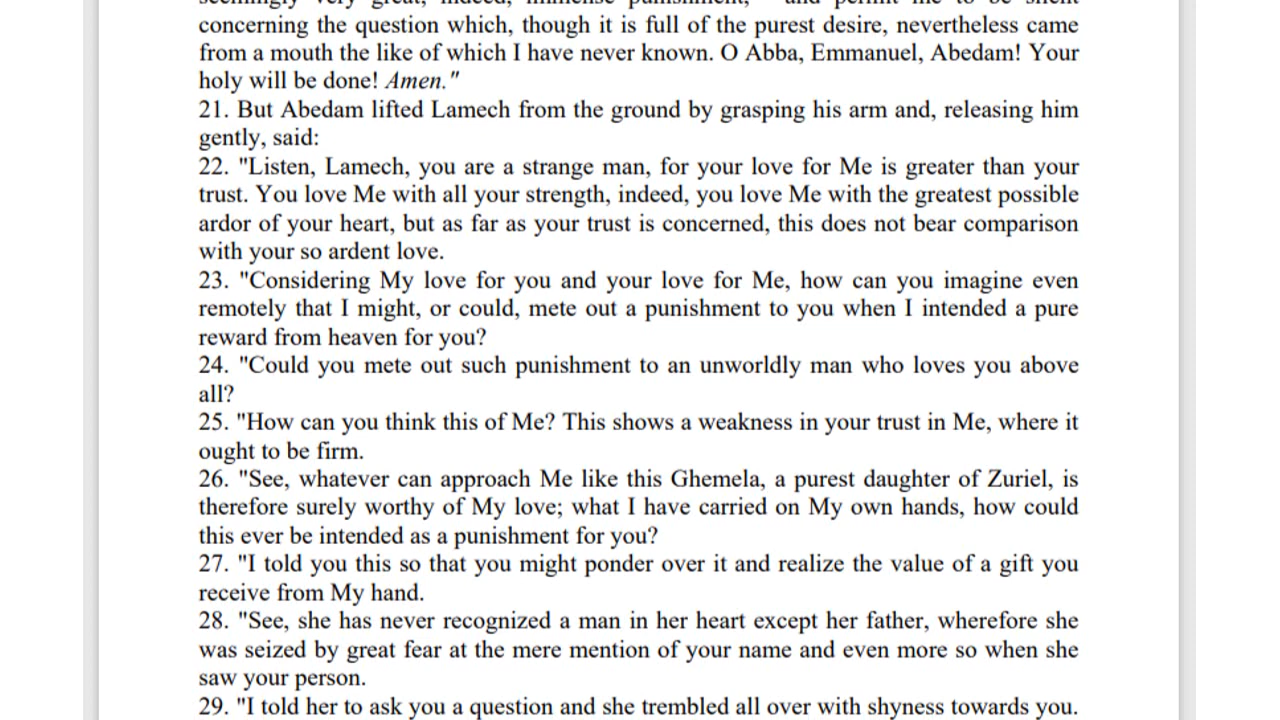 seemingly very great, indeed, immense punishment, - and permit me to be silent
concerning the question which, though it is full of the purest desire, nevertheless came
from a mouth the like of which I have never known. O Abba, Emmanuel, Abedam! Your
holy will be done! Amen."
21. But Abedam lifted Lamech from the ground by grasping his arm and, releasing him
gently, said:
22. "Listen, Lamech, you are a strange man, for your love for Me is greater than your
trust. You love Me with all your strength, indeed, you love Me with the greatest possible
ardor of your heart, but as far as your trust is concerned, this does not bear comparison
with your so ardent love.
23. "Considering My love for you and your love for Me, how can you imagine even
remotely that I might, or could, mete out a punishment to you when I intended a pure
reward from heaven for you?
24. "Could you mete out such punishment to an unworldly man who loves you above
all?
25. "How can you think this of Me? This shows a weakness in your trust in Me, where it
ought to be firm.
26. "See, whatever can approach Me like this Ghemela, a purest daughter of Zuriel, is
therefore surely worthy of My love; what I have carried on My own hands, how could
this ever be intended as a punishment for you?
27. "I told you this so that you might ponder over it and realize the value of a gift you
receive from My hand.
28. "See, she has never recognized a man in her heart except her father, wherefore she
was seized by great fear at the mere mention of your name and even more so when she
saw your person.
29. "I told her to ask you a question and she trembled all over with shyness towards you.